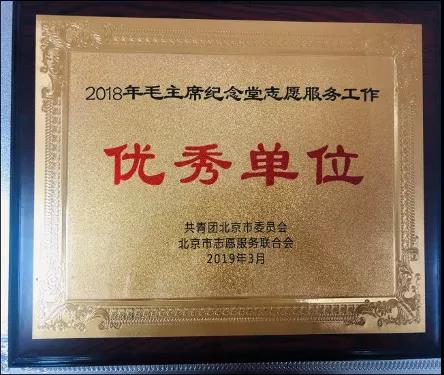 2018年毛主席纪念堂志愿服务工作
优秀单位
共青团北京市委员会
北京市志愿服务联合会
2019年3月